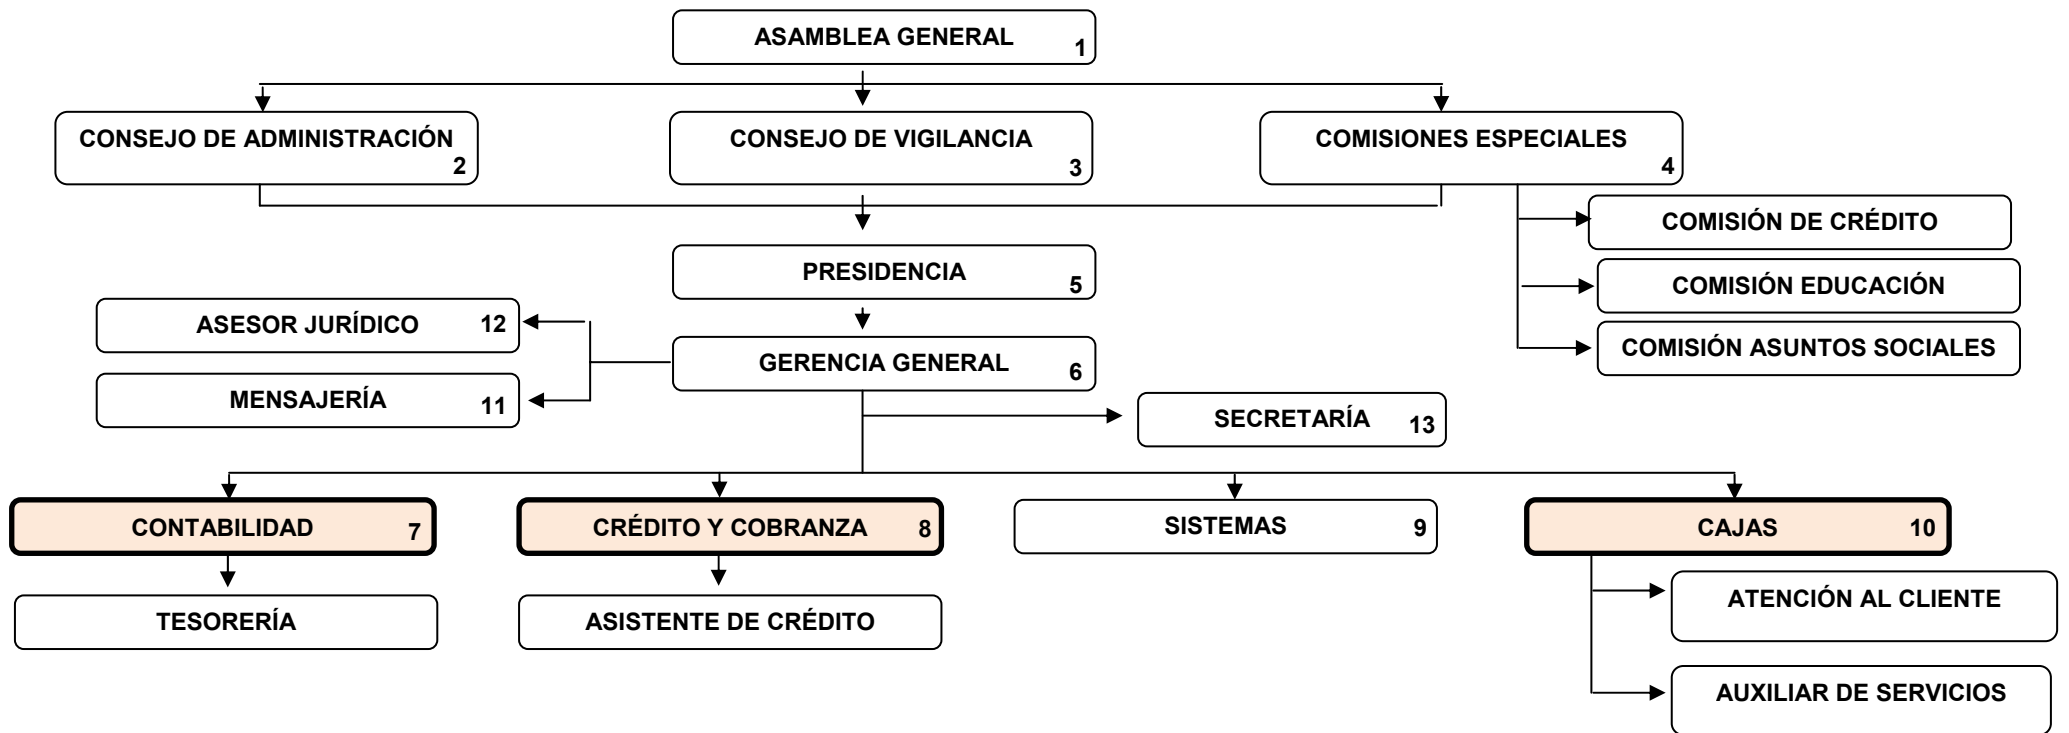 ASAMBLEA GENERAL 1
CONSEJO DE ADMINISTRACIÓN 2
CONSEJO DE VIGILANCIA 3
COMISIONES ESPECIALES 4
COMISIÓN DE CRÉDITO
COMISIÓN EDUCACIÓN
COMISIÓN ASUNTOS SOCIALES
PRESIDENCIA 5
ASESOR JURÍDICO 12
GERENCIA GENERAL 6
MENSAJERÍA 11
SECRETARÍA 13
CONTABILIDAD 7
CRÉDITO Y COBRANZA 8
SISTEMAS 9
CAJAS 10
TESORERÍA
ASISTENTE DE CRÉDITO
ATENCIÓN AL CLIENTE
AUXILIAR DE SERVICIOS